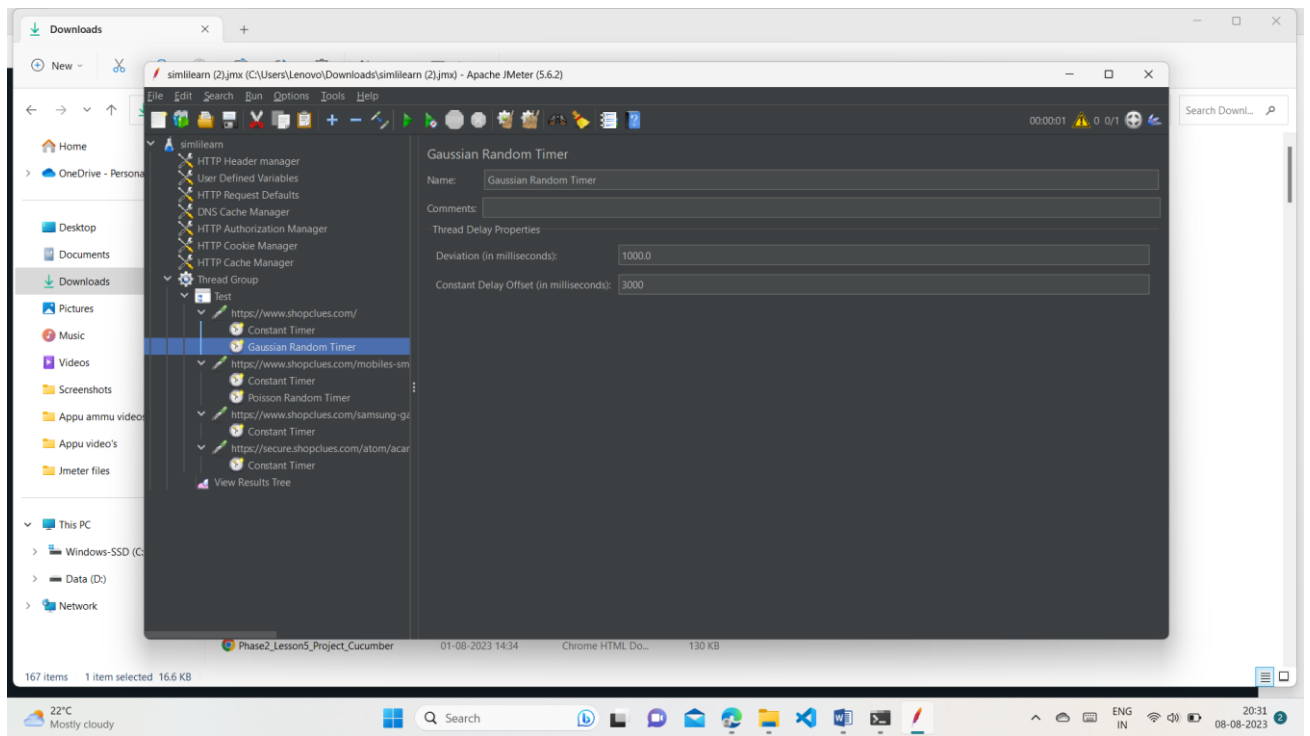 Downloads
New
simlilearn (2).jmx (C:\Users\Lenovo\Downloads\simlilearn (2).jmx) - Apache JMeter (5.6.2)
File Edit Search Run Options Tools Help
00:00:01 0 0/1
Search Downl...
Home
OneDrive - Persona
Desktop
Documents
Downloads
Pictures
Music
Videos
Screenshots
Appu ammu videos
Appu video's
Jmeter files
This PC
Windows-SSD (C:
Data (D:)
Network
simlilearn
HTTP Header manager
User Defined Variables
HTTP Request Defaults
DNS Cache Manager
HTTP Authorization Manager
HTTP Cookie Manager
HTTP Cache Manager
Thread Group
Test
https://www.shopclues.com/
Constant Timer
Gaussian Random Timer
https://www.shopclues.com/mobiles-sm
Constant Timer
Poisson Random Timer
https://www.shopclues.com/samsung-ga
Constant Timer
https://secure.shopclues.com/atom/acar
Constant Timer
View Results Tree
Gaussian Random Timer
Name: Gaussian Random Timer
Comments:
Thread Delay Properties
Deviation (in milliseconds): 1000.0
Constant Delay Offset (in milliseconds): 3000
Phase2_Lesson5_Project_Cucumber 01-08-2023 14:34 Chrome HTML Do... 130 KB
167 items 1 item selected 16.6 KB
22°C
Mostly cloudy
Search
ENG
IN
20:31
08-08-2023
2